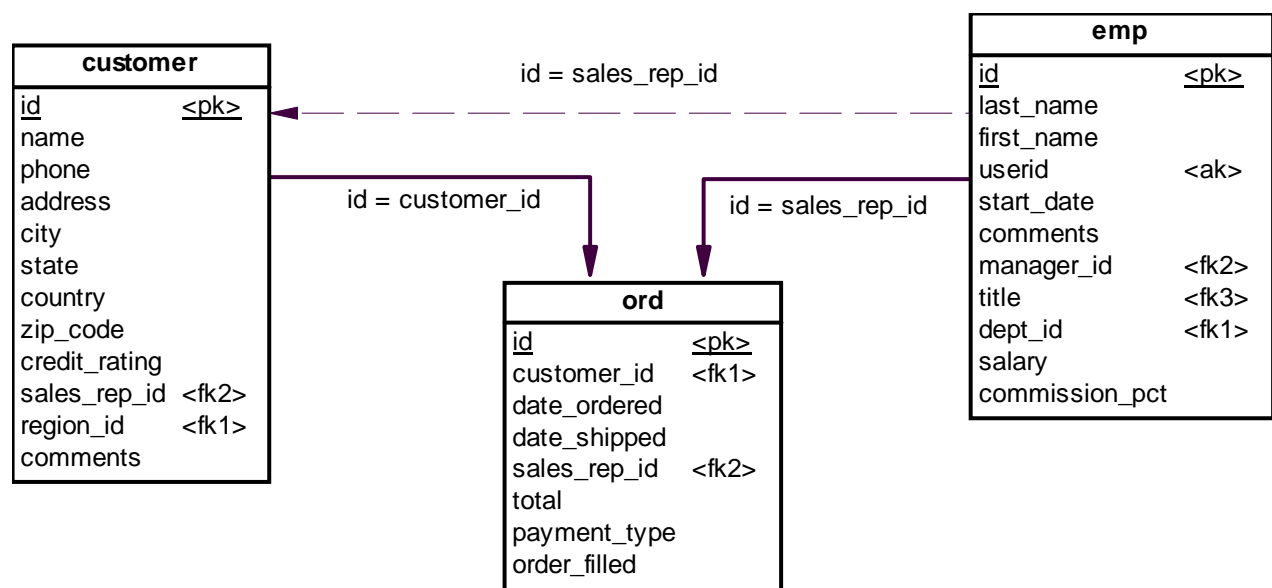 customer
id <pk>
name
phone
address
city
state
country
zip_code
credit_rating
sales_rep_id <fk2>
region_id <fk1>
comments
id = sales_rep_id
id = customer_id
id = sales_rep_id
emp
id <pk>
last_name
first_name
userid <ak>
start_date
comments
manager_id <fk2>
title <fk3>
dept_id <fk1>
salary
commission_pct
ord
id <pk>
customer_id <fk1>
date_ordered
date_shipped
sales_rep_id <fk2>
total
payment_type
order_filled